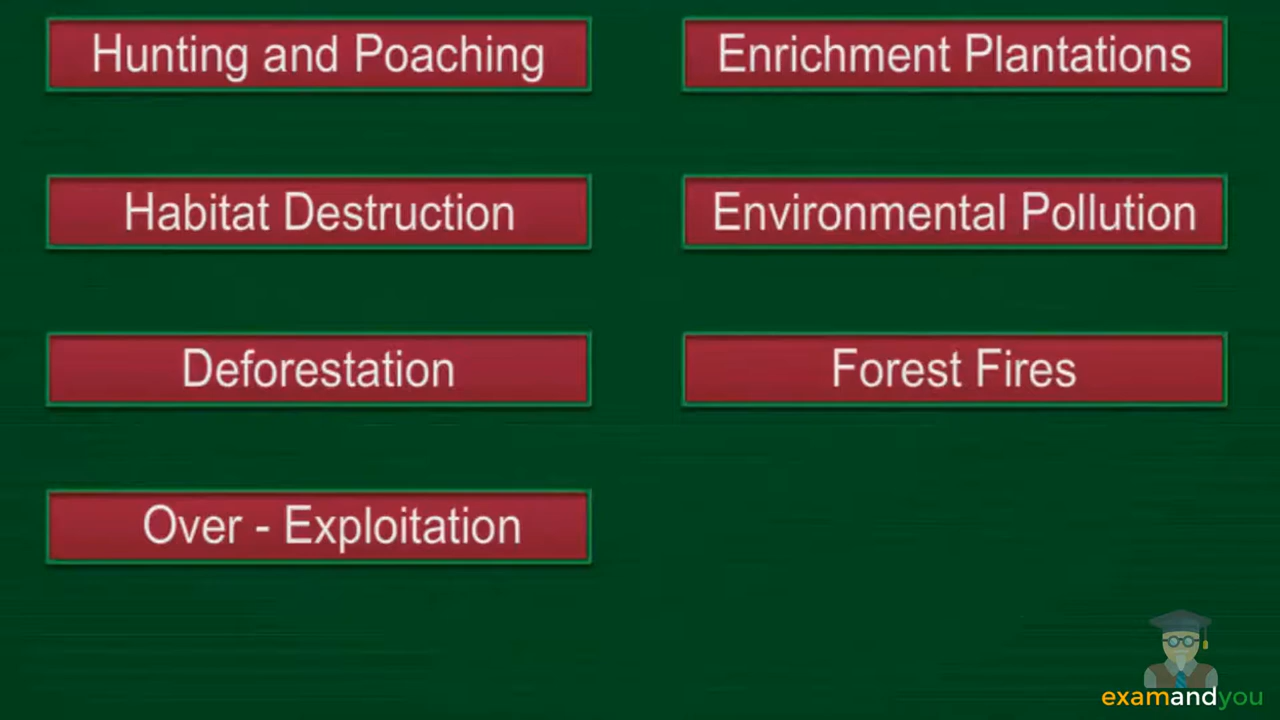 Hunting and Poaching
Enrichment Plantations
Habitat Destruction
Environmental Pollution
Deforestation
Forest Fires
Over - Exploitation
examandyou